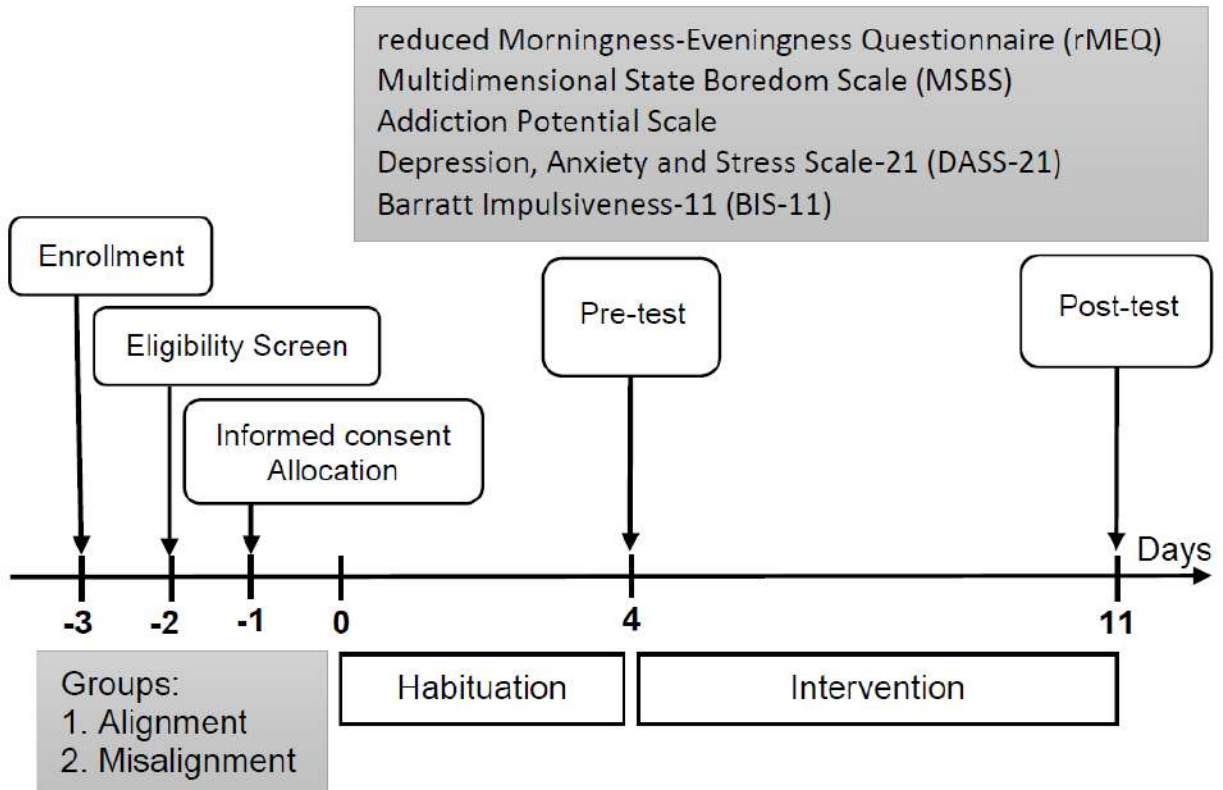 reduced Morningness-Eveningness Questionnaire (rMEQ)
Multidimensional State Boredom Scale (MSBS)
Addiction Potential Scale
Depression, Anxiety and Stress Scale-21 (DASS-21)
Barratt Impulsiveness-11 (BIS-11)
Enrollment
Eligibility Screen
Informed consent
Allocation
Pre-test
Post-test
Days
-3 -2 -1 0 4 11
Habituation
Intervention
Groups:
1. Alignment
2. Misalignment